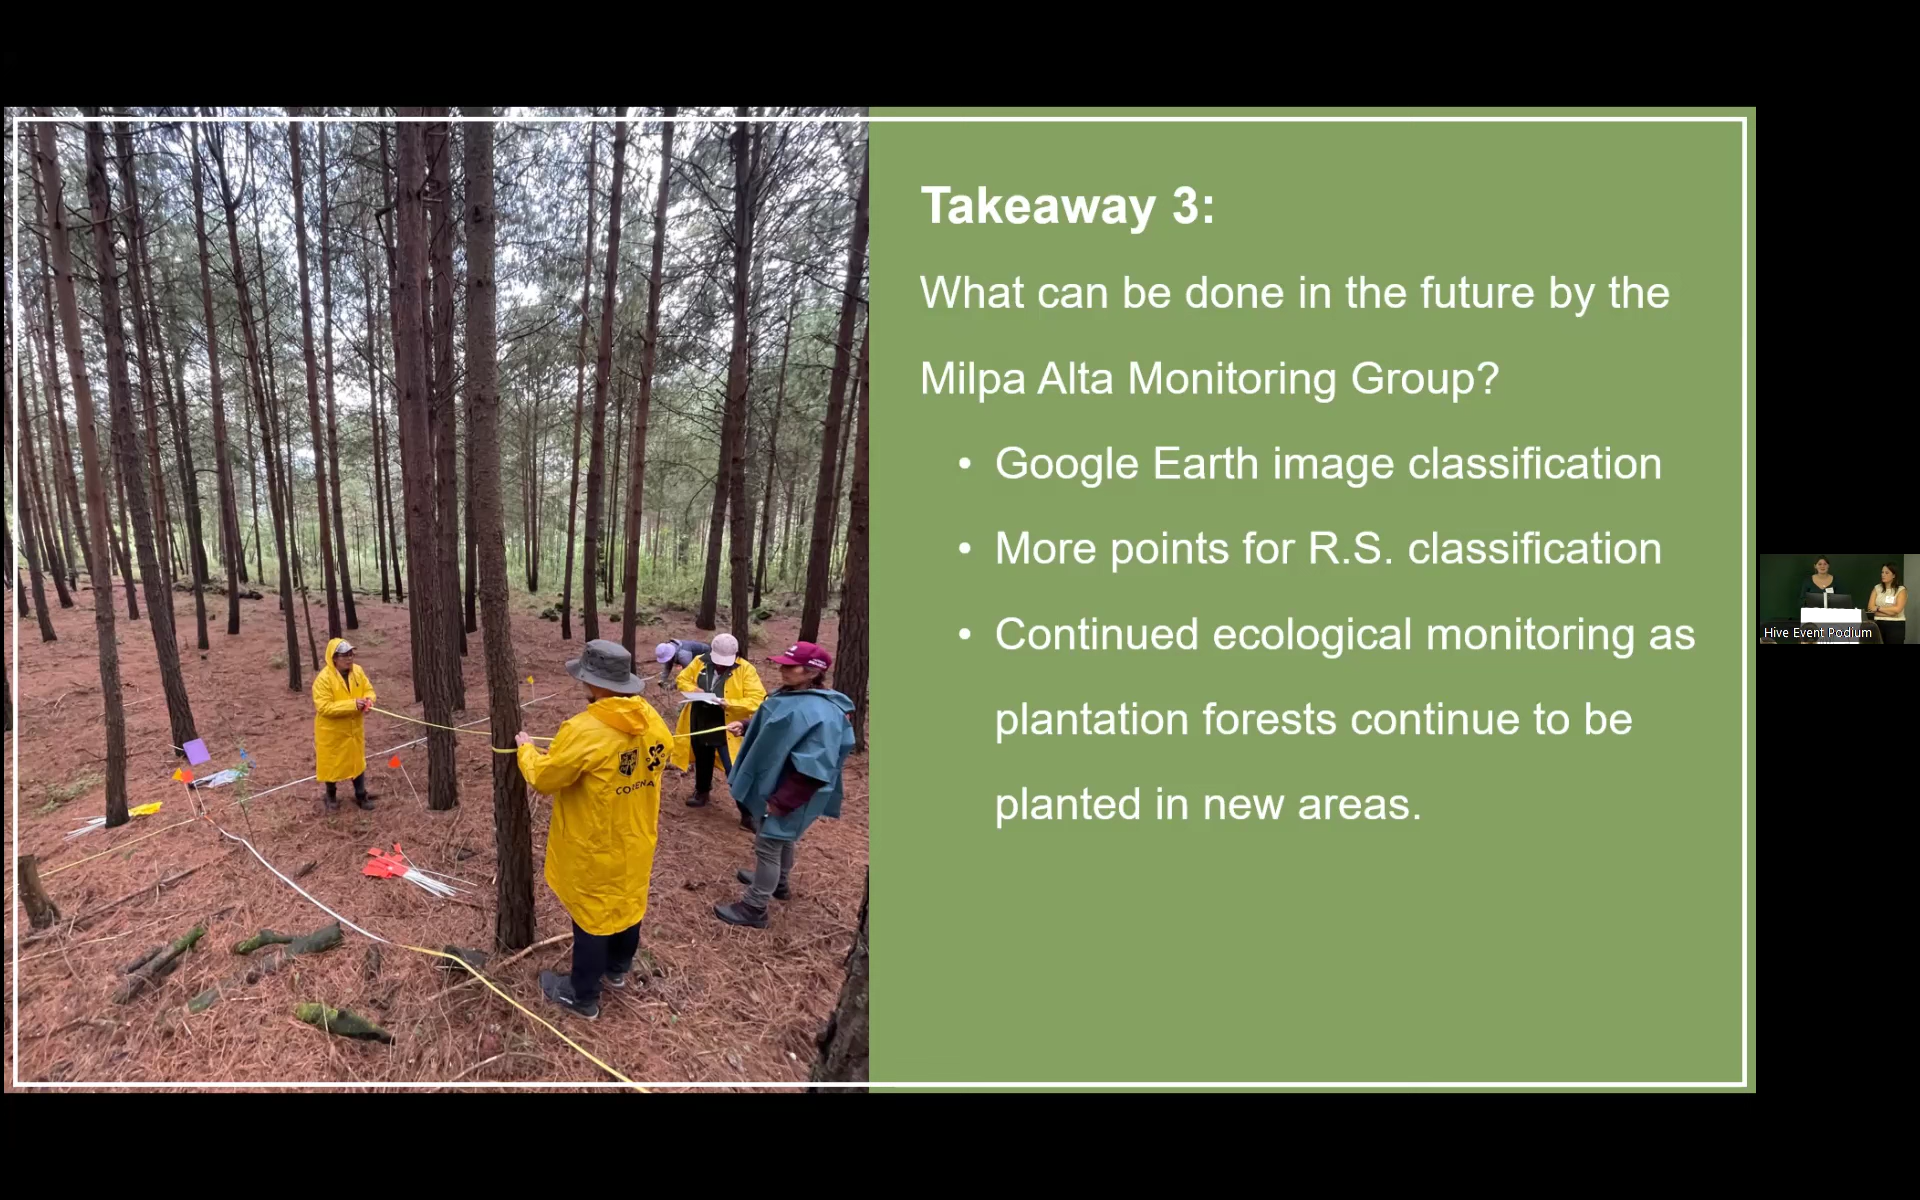 Takeaway 3:
What can be done in the future by the
Milpa Alta Monitoring Group?
• Google Earth image classification
• More points for R.S. classification
• Continued ecological monitoring as
plantation forests continue to be
planted in new areas.
Hive Event Podium